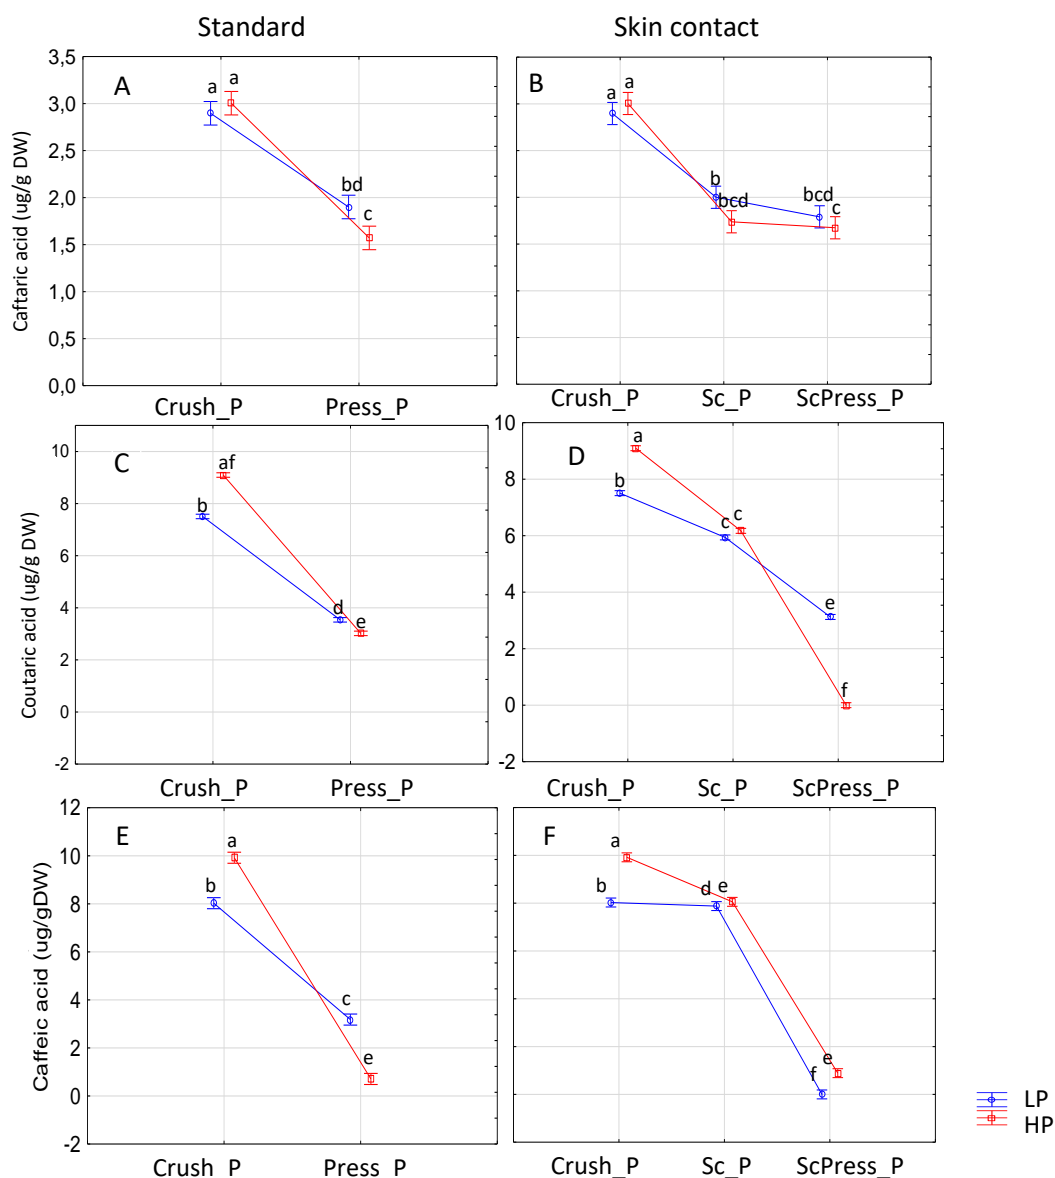 Standard
Skin contact
Caftaric acid (ug/g DW)
3,5
3,0
2,5
2,0
1,5
1,0
0,5
0,0
A
a
a
bd
c
Crush_P
Press_P
B
a
a
b
bcd
bcd
c
Crush_P
Sc_P
ScPress_P
Coutaric acid (ug/g DW)
10
8
6
4
2
0
-2
C
af
b
d
e
Crush_P
Press_P
10
8
6
4
2
0
-2
D
a
b
c
c
e
f
Crush_P
Sc_P
ScPress_P
Caffeic acid (ug/gDW)
12
10
8
6
4
2
0
-2
E
a
b
c
e
Crush P
Press P
F
a
b
d
e
e
f
Crush_P
Sc_P
ScPress_P
LP
HP